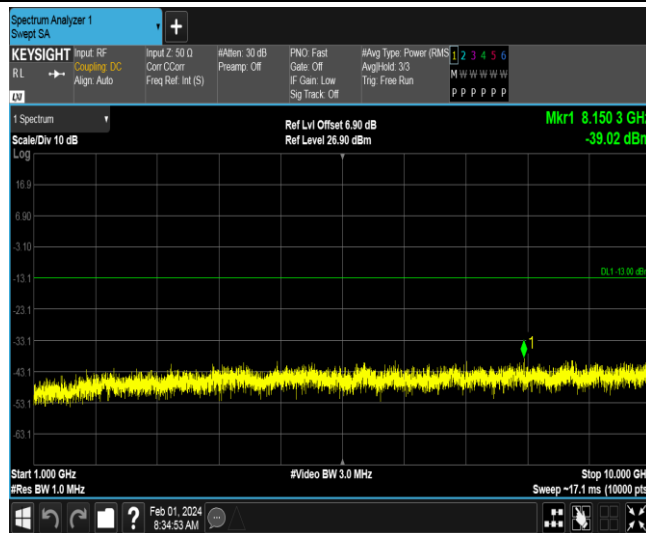 Spectrum Analyzer 1
Swept SA
+
KEYSIGHT
RL
LXI
Input: RF
Coupling: DC
Align: Auto
Input Z: 50 Ω
Corr CCorr
Freq Ref: Int (S)
#Atten: 30 dB
Preamp: Off
PNO: Fast
Gate: Off
IF Gain: Low
Sig Track: Off
#Avg Type: Power (RMS
Avg|Hold: 3/3
Trig: Free Run
1 2 3 4 5 6
M W W W W W
P P P P P P
1 Spectrum
Scale/Div 10 dB
Log
Ref Lvl Offset 6.90 dB
Ref Level 26.90 dBm
Mkr1 8.150 3 GHz
-39.02 dBm
16.9
6.90
-3.10
-13.1
DL1 -13.00 dBm
-23.1
-33.1
1
-43.1
-53.1
-63.1
Start 1.000 GHz
#Res BW 1.0 MHz
#Video BW 3.0 MHz
Stop 10.000 GH
Sweep ~17.1 ms (10000 pts
?
Feb 01, 2024
8:34:53 AM